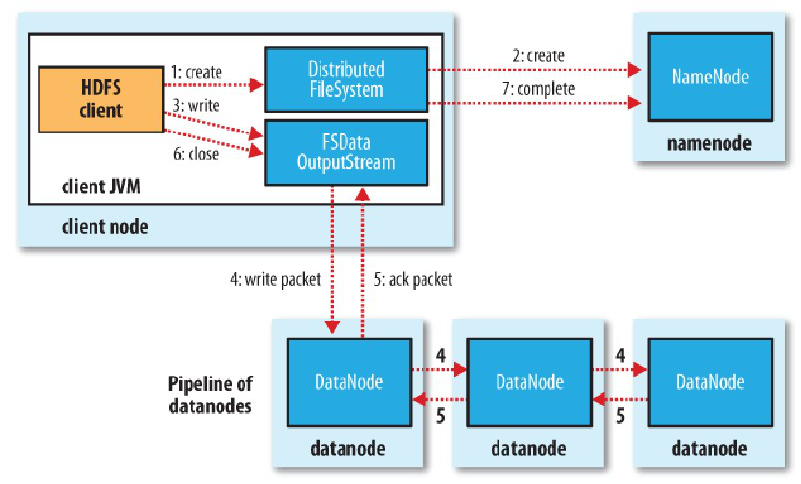 HDFS
client
1: create
3: write
6: close
Distributed
FileSystem
FSData
OutputStream
client JVM
client node
2: create
7: complete
NameNode
namenode
4: write packet
5: ack packet
Pipeline of
datanodes
DataNode
datanode
4
5
DataNode
datanode
4
5
DataNode
datanode